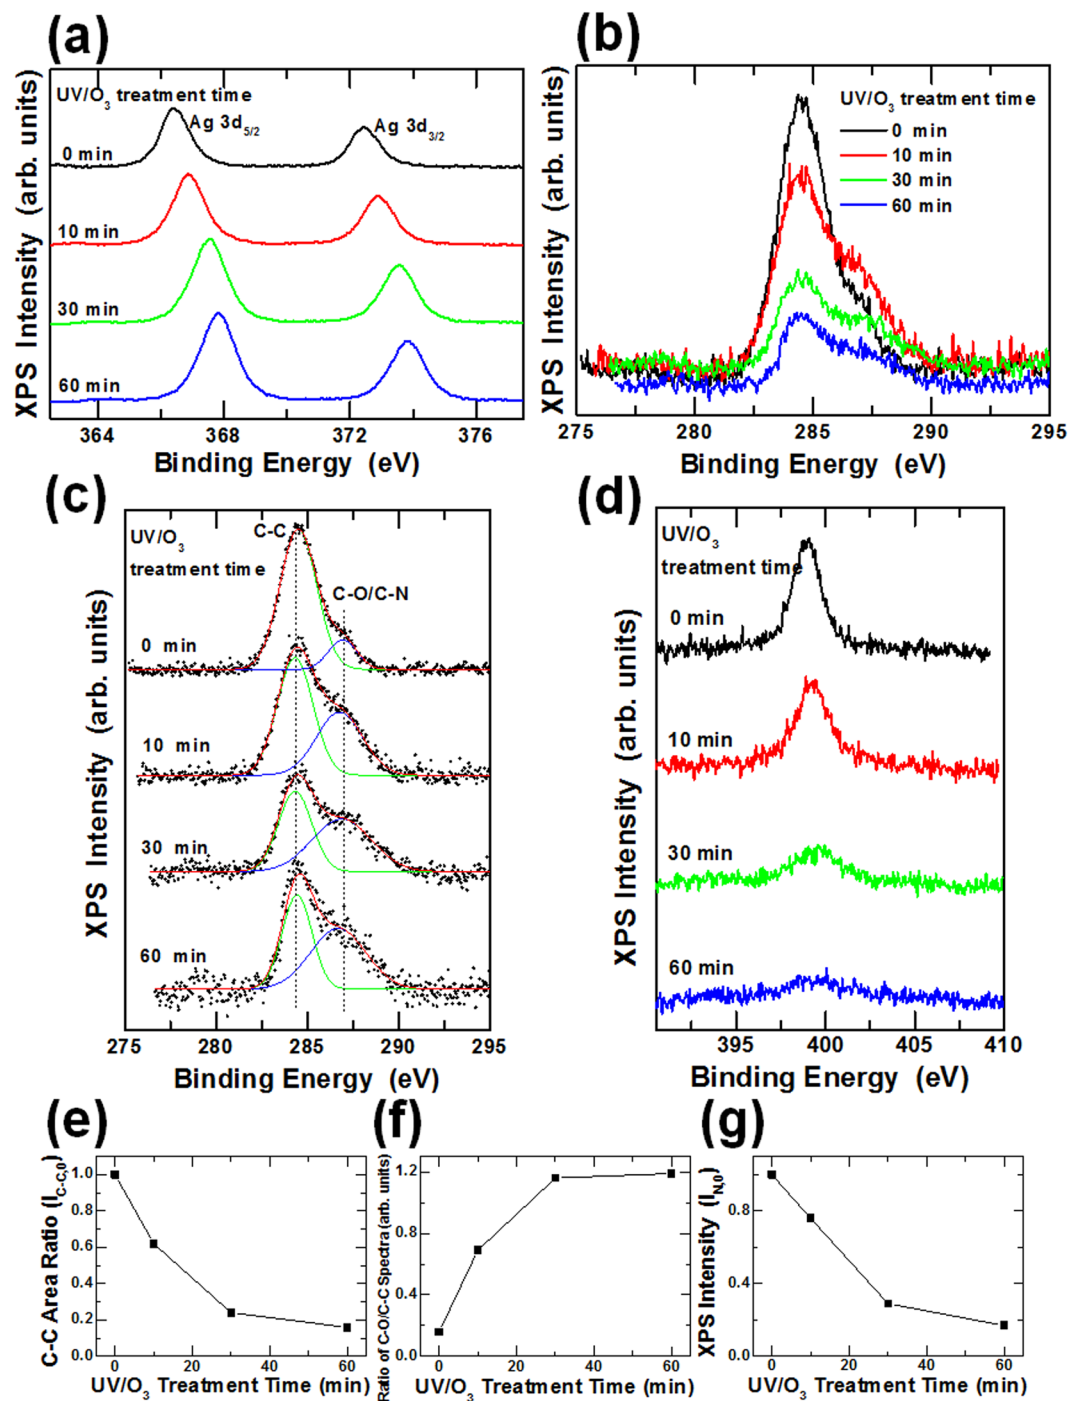 (a)
XPS Intensity (arb. units)
UV/O3 treatment time
Ag 3d5/2
Ag 3d3/2
0 min
10 min
30 min
60 min
364 368 372 376
Binding Energy (eV)
(b)
XPS Intensity (arb. units)
UV/O3 treatment time
0 min
10 min
30 min
60 min
275 280 285 290 295
Binding Energy (eV)
(c)
XPS Intensity (arb. units)
UV/O3
treatment time
C-C
C-O/C-N
0 min
10 min
30 min
60 min
275 280 285 290 295
Binding Energy (eV)
(d)
XPS Intensity (arb. units)
UV/O3
treatment time
0 min
10 min
30 min
60 min
395 400 405 410
Binding Energy (eV)
(e)
C-C Area Ratio (IC-C,0)
1.0
0.8
0.6
0.4
0.2
0.0
0 20 40 60
UV/O3 Treatment Time (min)
(f)
Ratio of C-O/C-C Spectra (arb. units)
1.2
0.8
0.4
0.0
0 20 40 60
UV/O3 Treatment Time (min)
(g)
XPS Intensity (IN,0)
0.8
0.4
0.0
0 20 40 60
UV/O3 Treatment Time (min)